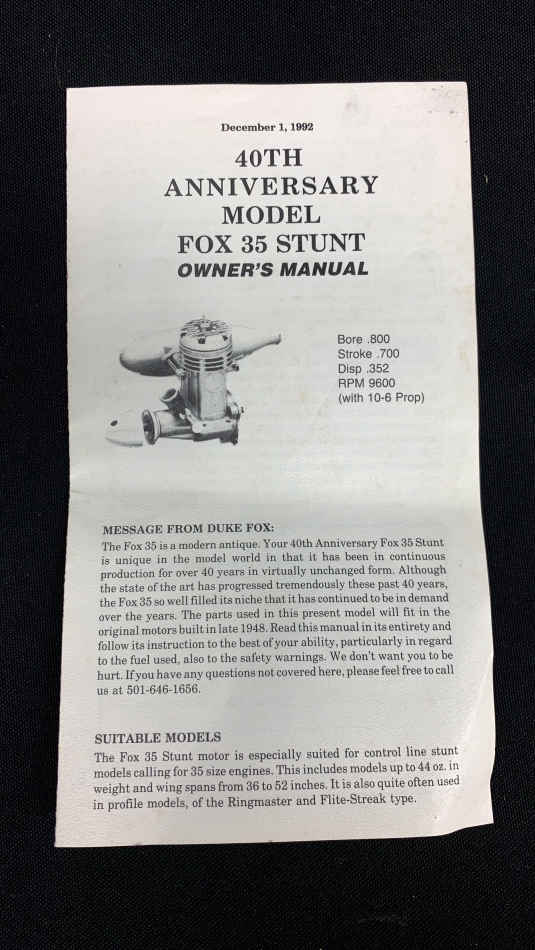 December 1, 1992
40TH
ANNIVERSARY
MODEL
FOX 35 STUNT
OWNER'S MANUAL
Bore .800
Stroke .700
Disp .352
RPM 9600
(with 10-6 Prop)
MESSAGE FROM DUKE FOX:
The Fox 35 is a modern antique. Your 40th Anniversary Fox 35 Stunt
is unique in the model world in that it has been in continuous
production for over 40 years in virtually unchanged form. Although
the state of the art has progressed tremendously these past 40 years,
the Fox 35 so well filled its niche that it has continued to be in demand
over the years. The parts used in this present model will fit in the
original motors built in late 1948. Read this manual in its entirety and
follow its instruction to the best of your ability, particularly in regard
to the fuel used, also to the safety warnings. We don't want you to be
hurt. If you have any questions not covered here, please feel free to call
us at 501-646-1656.
SUITABLE MODELS
The Fox 35 Stunt motor is especially suited for control line stunt
models calling for 35 size engines. This includes models up to 44 oz. in
weight and wing spans from 36 to 52 inches. It is also quite often used
in profile models, of the Ringmaster and Flite-Streak type.